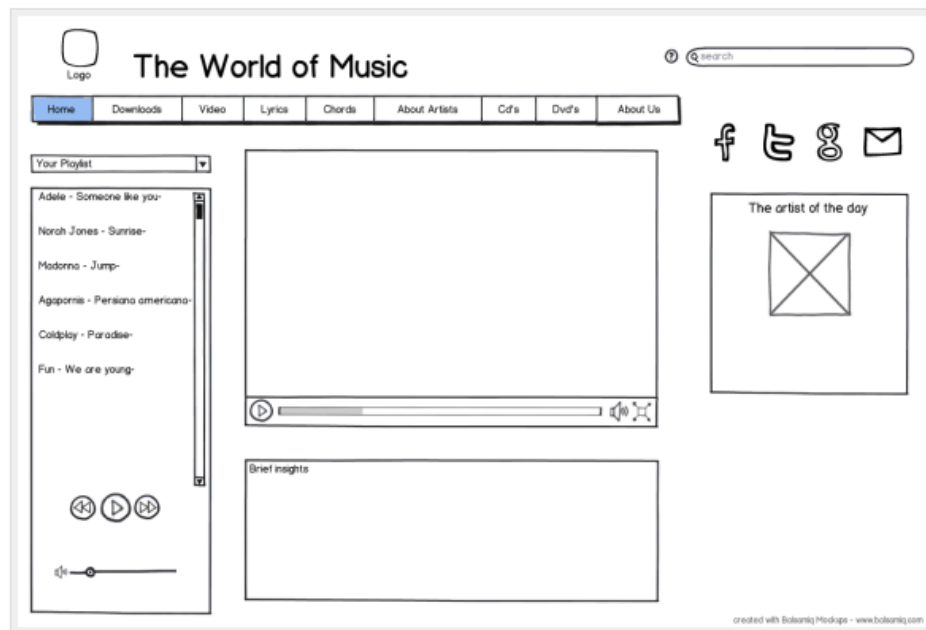 Logo
The World of Music
search
Home Downloads Video Lyrics Chords About Artists Cd's Dvd's About Us
Your Playlist
Adele - Someone like you-
Norah Jones - Sunrise-
Madonna - Jump-
Agapornis - Persiana americana-
Coldplay - Paradise-
Fun - We are young-
The artist of the day
Brief insights
created with Balsamiq Mockups - www.balsamiq.com